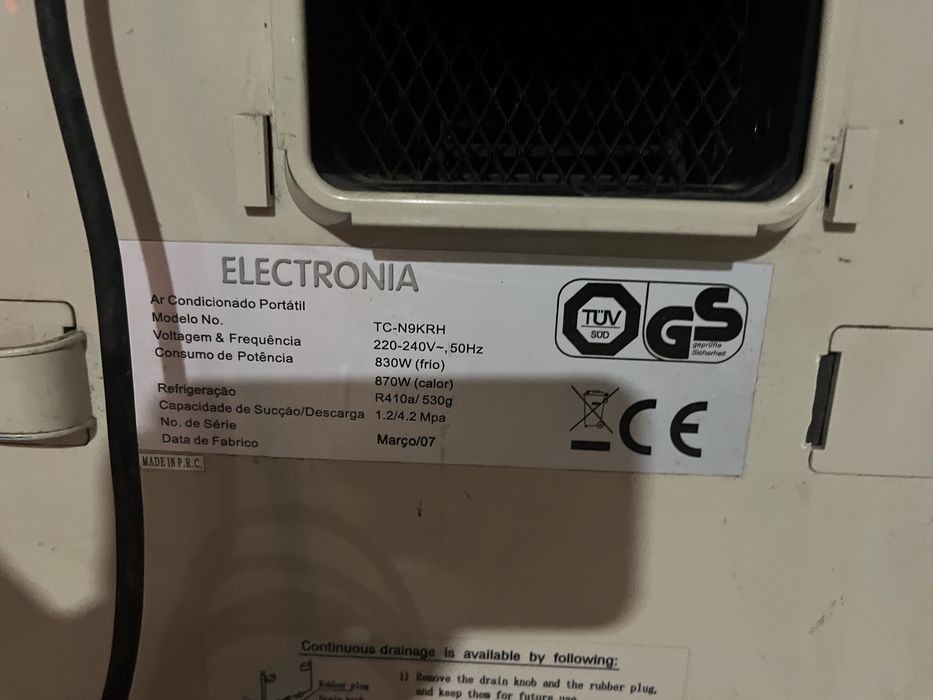 ELECTRONIA
Ar Condicionado Portátil
Modelo No. TC-N9KRH
Voltagem & Frequência 220-240V~, 50Hz
Consumo de Potência 830W (frio)
870W (calor)
Refrigeração R410a/ 530g
Capacidade de Sucção/Descarga 1.2/4.2 Mpa
No. de Série
Data de Fabrico Março/07
TÜV
SÜD
GS
geprüfte
Sicherheit
CE
MADE IN P.R.C.
Continuous drainage is available by following:
Rubber plug
Drain knob
1) Remove the drain knob and the rubber plug,
and keep them for future use.